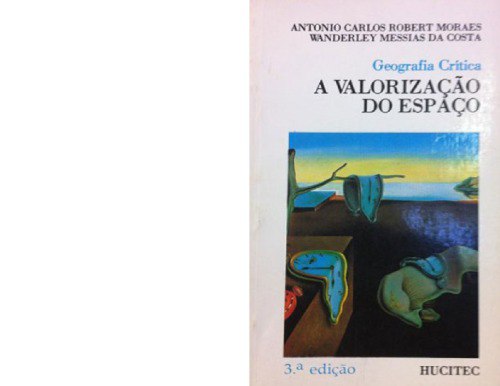 ANTONIO CARLOS ROBERT MORAES
WANDERLEY MESSIAS DA COSTA
Geografia Crítica
A VALORIZAÇÃO
DO ESPAÇO
3.ª edição
HUCITEC